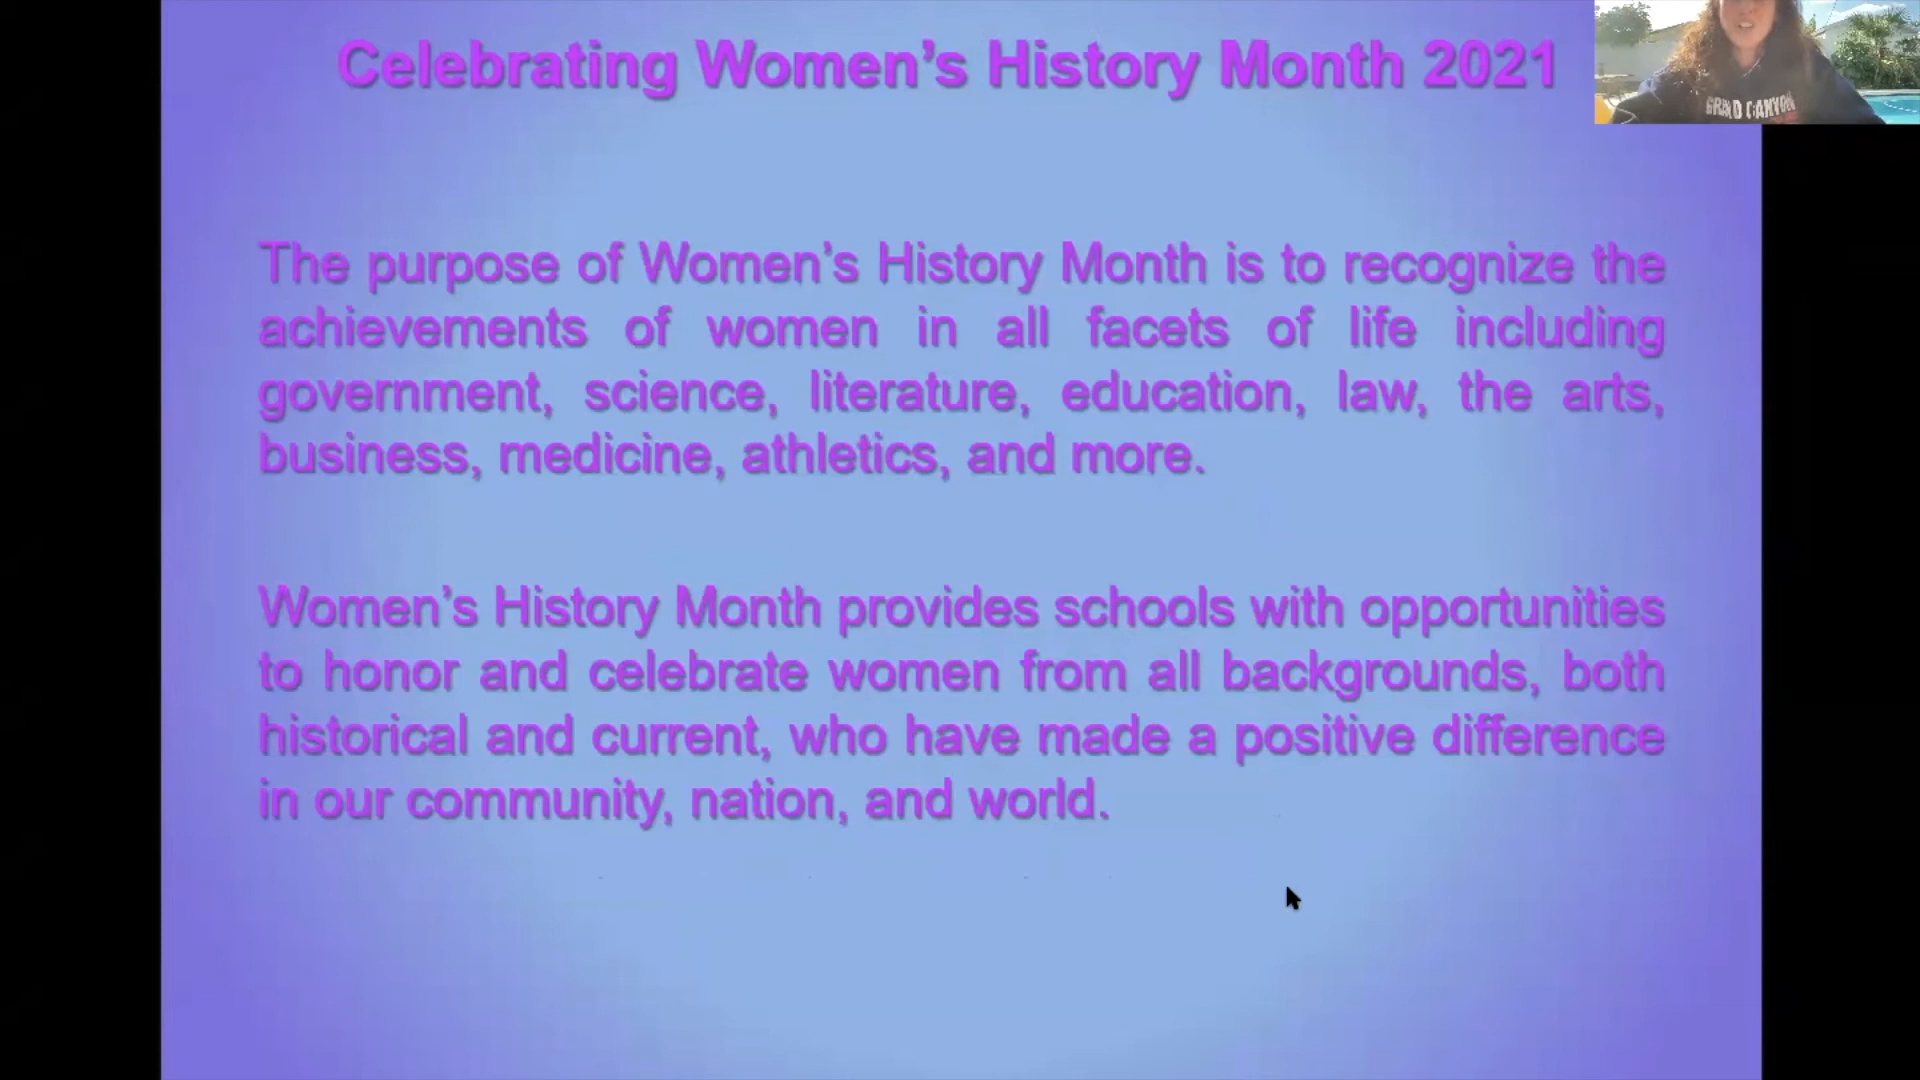 Celebrating Women’s History Month 2021
GRAND CANYON
The purpose of Women’s History Month is to recognize the
achievements of women in all facets of life including
government, science, literature, education, law, the arts,
business, medicine, athletics, and more.
Women’s History Month provides schools with opportunities
to honor and celebrate women from all backgrounds, both
historical and current, who have made a positive difference
in our community, nation, and world.